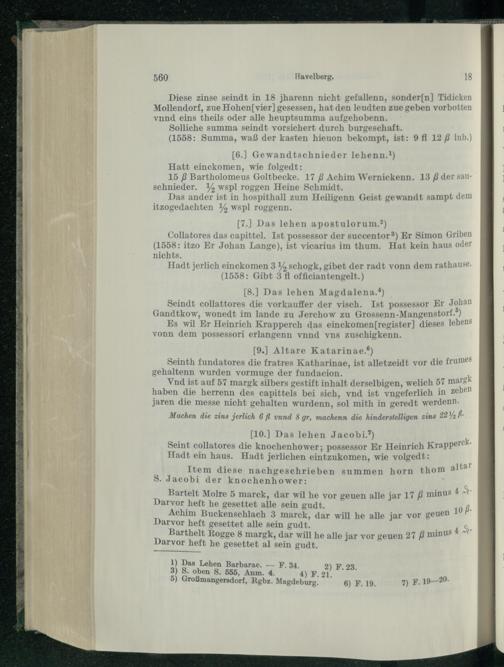 560 Havelberg. 18
Diese zinse seindt in 18 jharenn nicht gefallenn, sonder[n] Tidicken
Mollendorf, zue Hohen[vier] gesessen, hat den leudten zue geben vorbotten
vnnd eins theils oder alle heuptsumma aufgehobenn.
Solliche summa seindt vorsichert durch burgeschaft.
(1558: Summa, waß der kasten hieuon bekompt, ist: 9 fl 12 β lub.)
[6.] Gewandtschnieder lehenn.¹)
Hatt einckomen, wie folgedt:
15 β Bartholomeus Goltbecke. 17 β Achim Wernickenn. 13 β der sau-
schnieder. ½ wspl roggen Heine Schmidt.
Das ander ist in hospithall zum Heiligenn Geist gewandt sampt dem
itzogedachten ½ wspl roggenn.
[7.] Das lehen apostulorum.²)
Collatores das capittel. Ist possessor der succentor³) Er Simon Griben
(1558: itzo Er Johan Lange), ist vicarius im thum. Hat kein haus oder
nichts.
Hadt jerlich einckomen 3 ½ schogk, gibet der radt vonn dem rathause.
(1558: Gibt 3 fl officiantengelt.)
[8.] Das lehen Magdalena.⁴)
Seindt collattores die vorkauffer der visch. Ist possessor Er Johan
Gandtkow, wonedt im lande zu Jerchow zu Grossenn-Mangenstorf.⁵)
Es wil Er Heinrich Krapperch das einckomen[register] dieses lehens
vonn dem possessori erlangenn vnnd vns zuschigkenn.
[9.] Altare Katarinae.⁶)
Seinth fundatores die fratres Katharinae, ist alletzeidt vor die frumes
gehaltenn wurden vormuge der fundacion.
Vnd ist auf 57 margk silbers gestift inhalt derselbigen, welich 57 margk
haben die herrenn des capittels bei sich, vnd ist vngeferlich in zehen
jaren die messe nicht gehalten wurdenn, sol mith in geredt werdenn.
Machen die zins jerlich 6 fl vnnd 8 gr, machenn die hinderstelligen zins 22 ½ fl.
[10.] Das lehen Jacobi.⁷)
Seint collatores die knochenhower; possessor Er Heinrich Krapperck.
Hadt ein haus. Hadt jerlichen eintzukomen, wie volgedt:
Item diese nachgeschrieben summen horn thom altar
S. Jacobi der knochenhower:
Bartelt Molre 5 marck, dar wil he vor geuen alle jar 17 β minus 4 ₰.
Darvor heft he gesettet alle sein gudt.
Achim Buckenschlach 3 marck, dar will he alle jar vor geuen 10 β.
Darvor heft gesettet alle sein gudt.
Barthelt Rogge 8 margk, dar will he alle jar vor geuen 27 β minus 4 ₰.
Darvor heft he gesettet al sein gudt.
1) Das Lehen Barbarae. — F. 34. 2) F. 23.
3) S. oben S. 555, Anm. 4. 4) F. 21.
5) Großmangersdorf, Rgbz. Magdeburg. 6) F. 19. 7) F. 19—20.